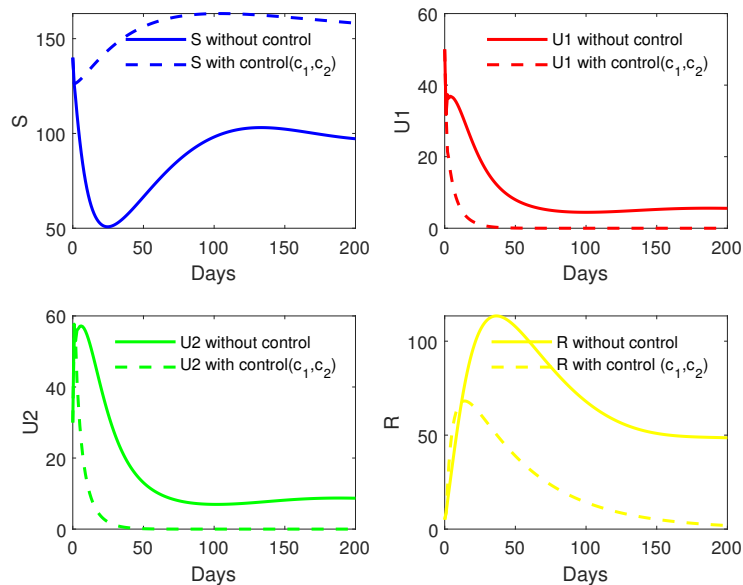 S without control
S with control(c1,c2)
150
100
50
S
0
50
100
150
200
Days
U1 without control
U1 with control(c1,c2)
60
40
20
0
U1
0
50
100
150
200
Days
U2 without control
U2 with control(c1,c2)
60
40
20
0
U2
0
50
100
150
200
Days
R without control
R with control (c1,c2)
100
50
0
R
0
50
100
150
200
Days